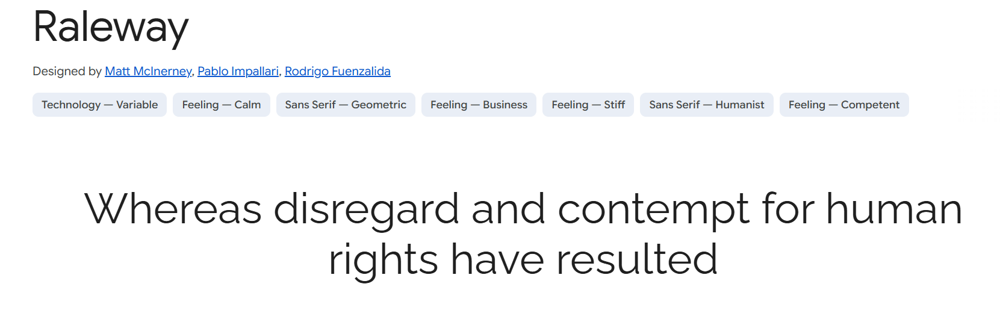 Raleway
Designed by Matt McInerney, Pablo Impallari, Rodrigo Fuenzalida
Technology — Variable Feeling — Calm Sans Serif — Geometric Feeling — Business Feeling — Stiff Sans Serif — Humanist Feeling — Competent
Whereas disregard and contempt for human
rights have resulted